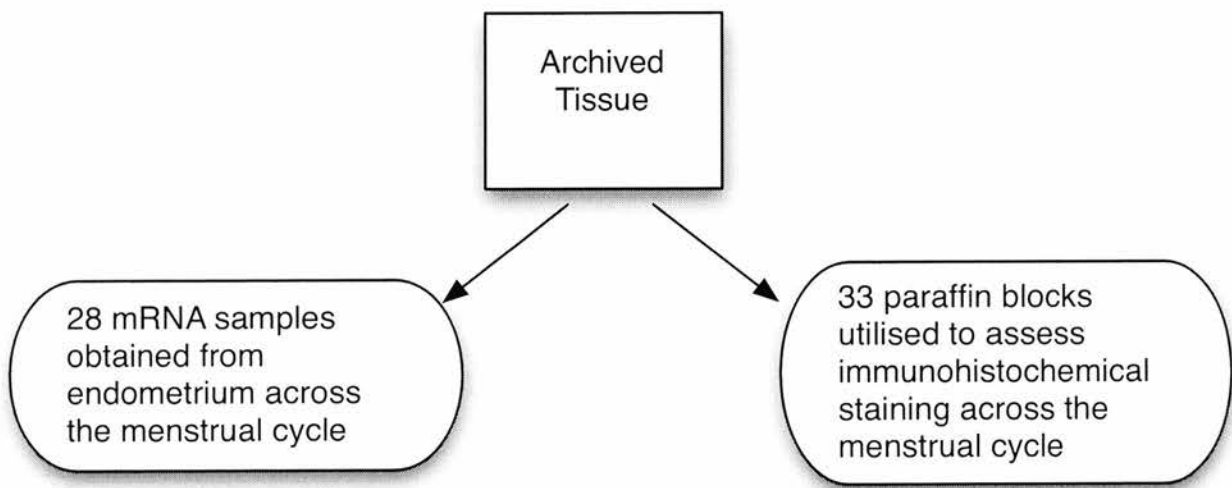 Archived
Tissue
28 mRNA samples
obtained from
endometrium across
the menstrual cycle
33 paraffin blocks
utilised to assess
immunohistochemical
staining across the
menstrual cycle